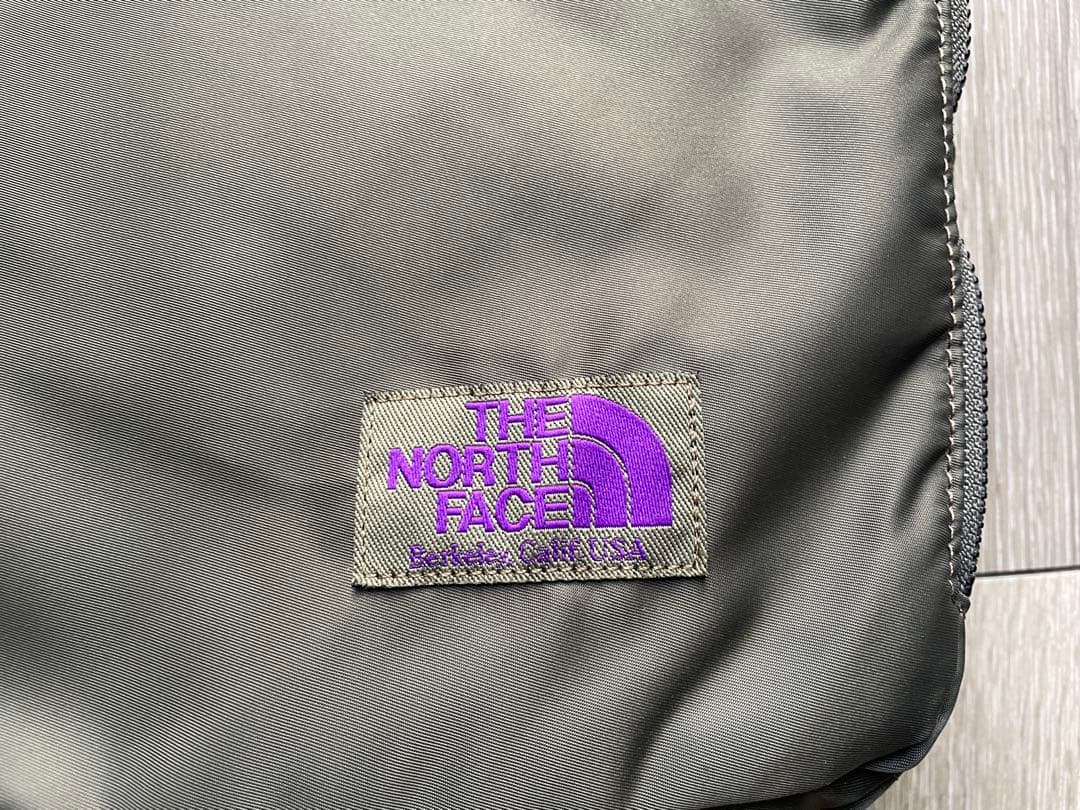 THE
NORTH
FACE
Berkeley, Calif. USA